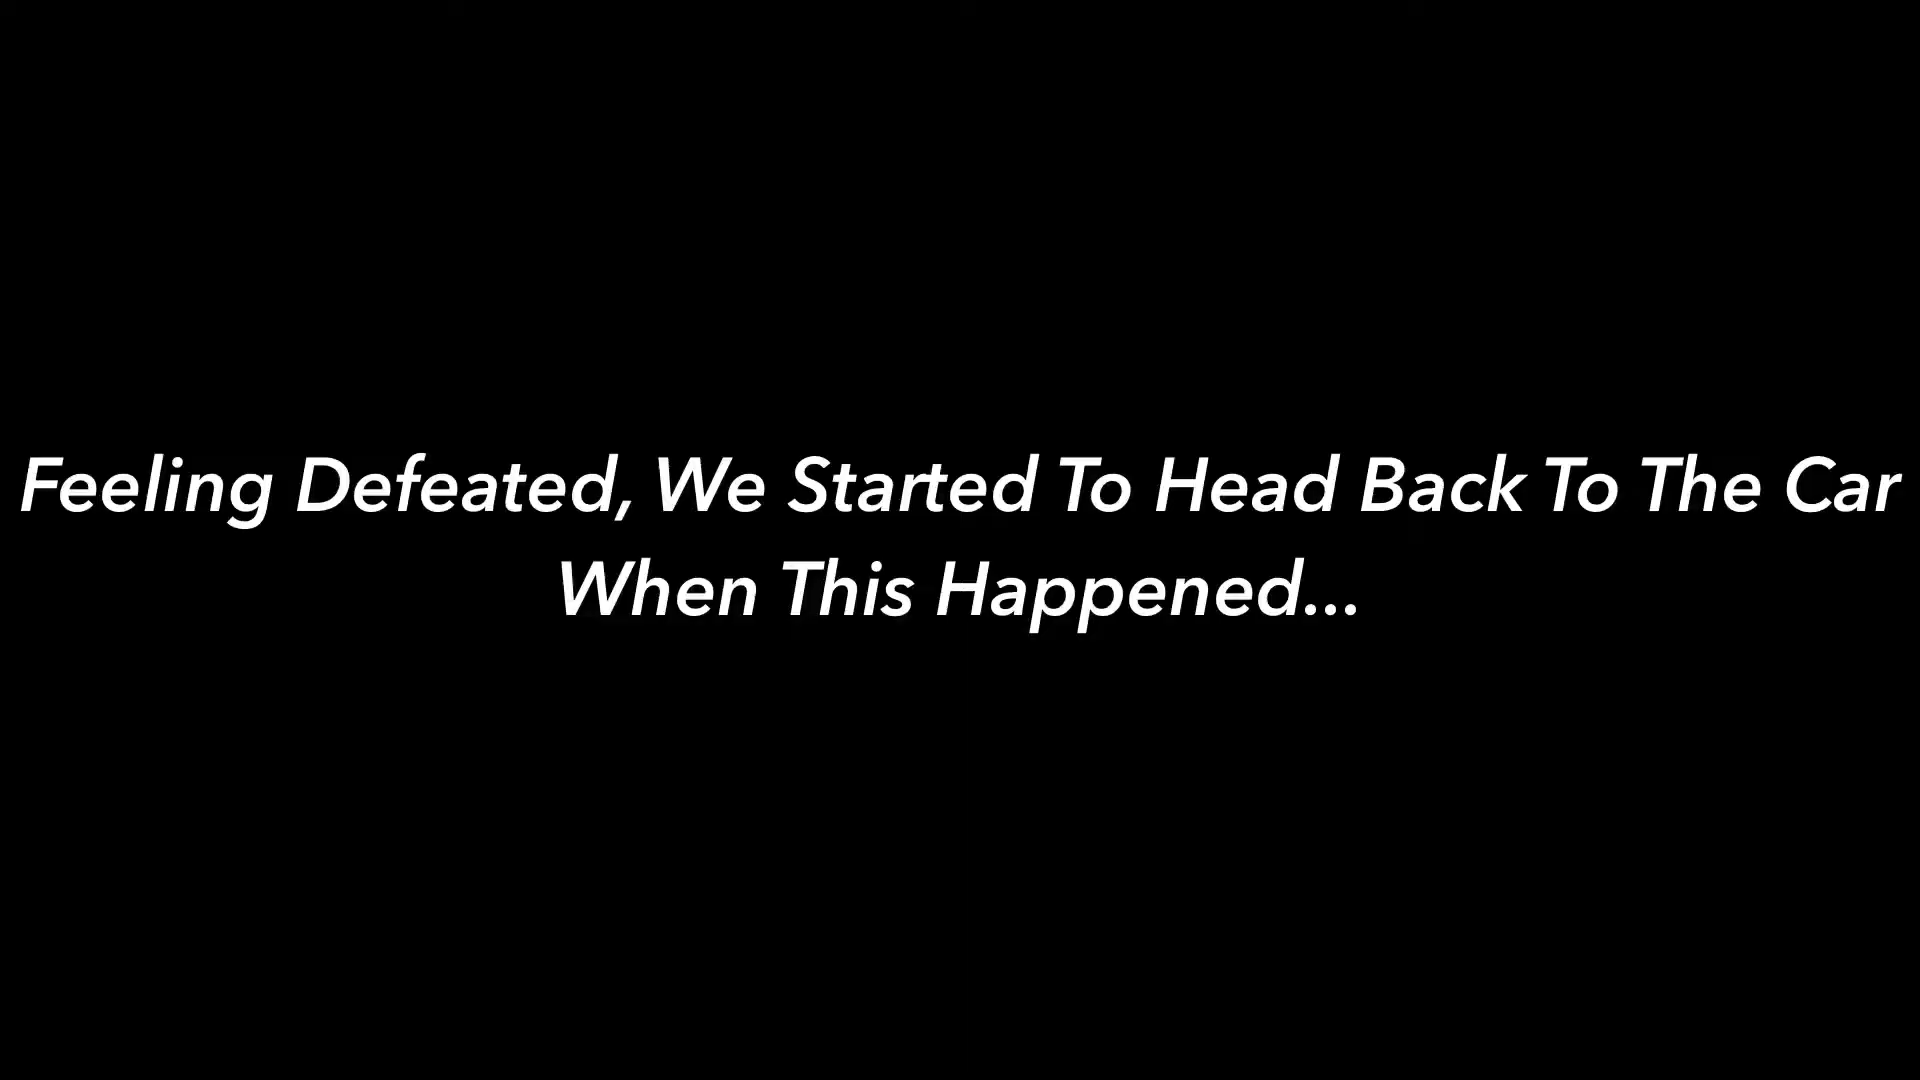 Feeling Defeated, We Started To Head Back To The Car
When This Happened...